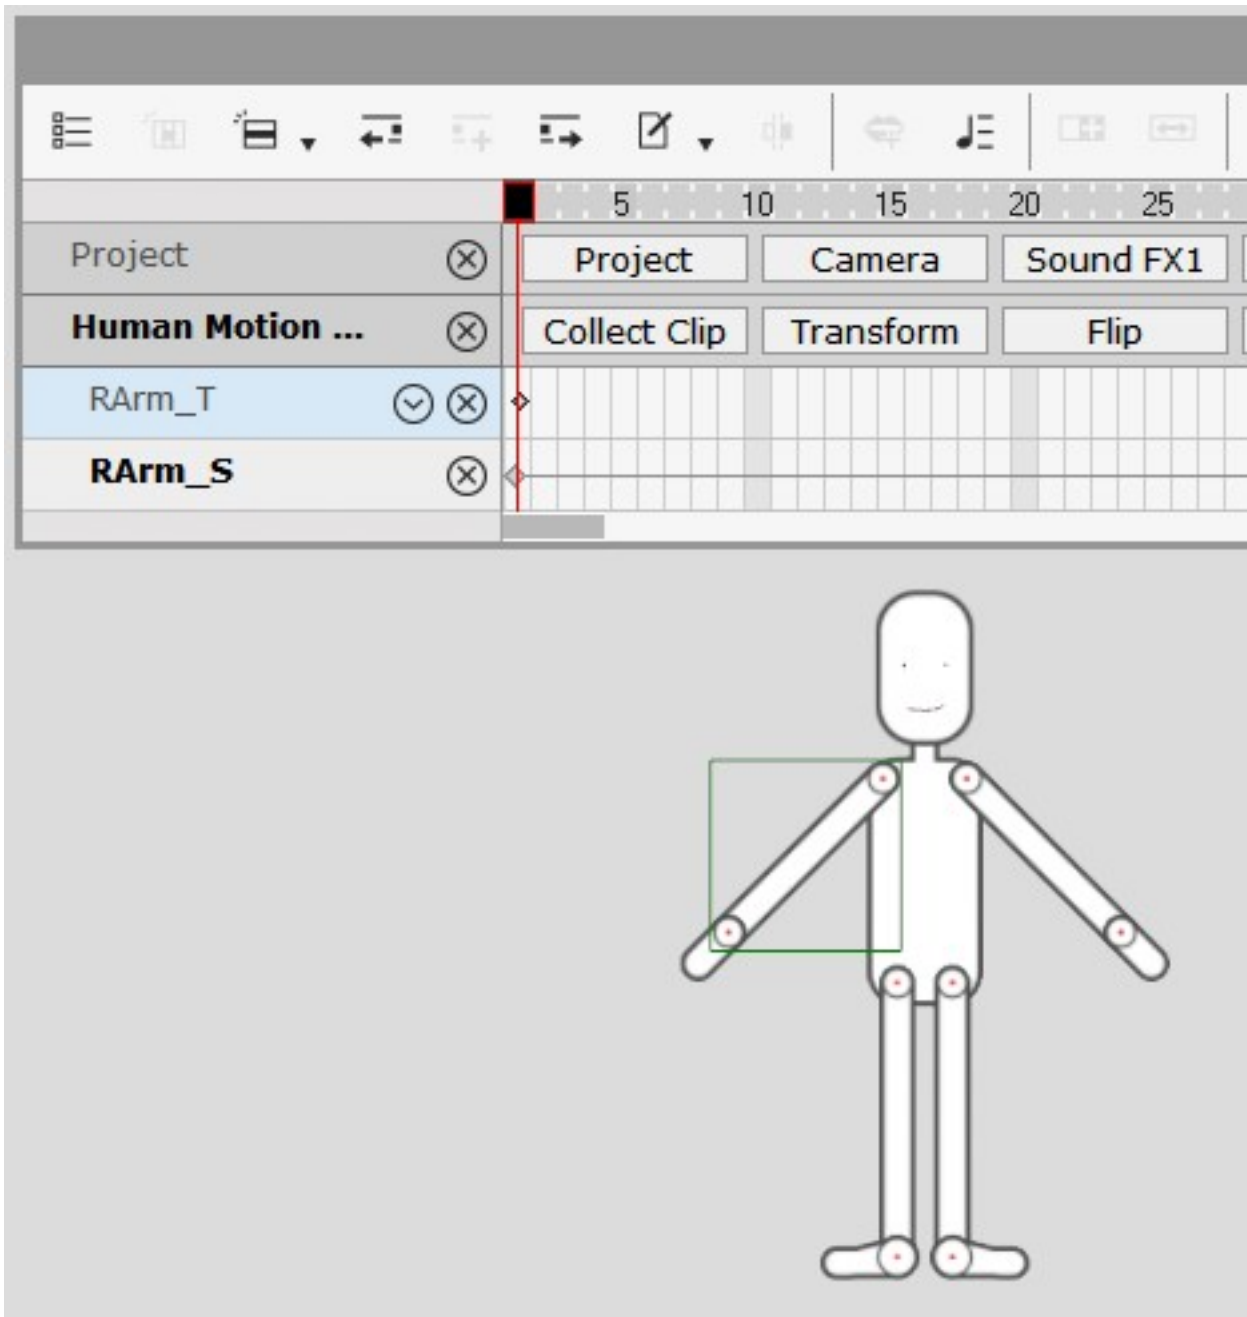 5 10 15 20 25
Project Project Camera Sound FX1
Human Motion ... Collect Clip Transform Flip
RArm_T
RArm_S